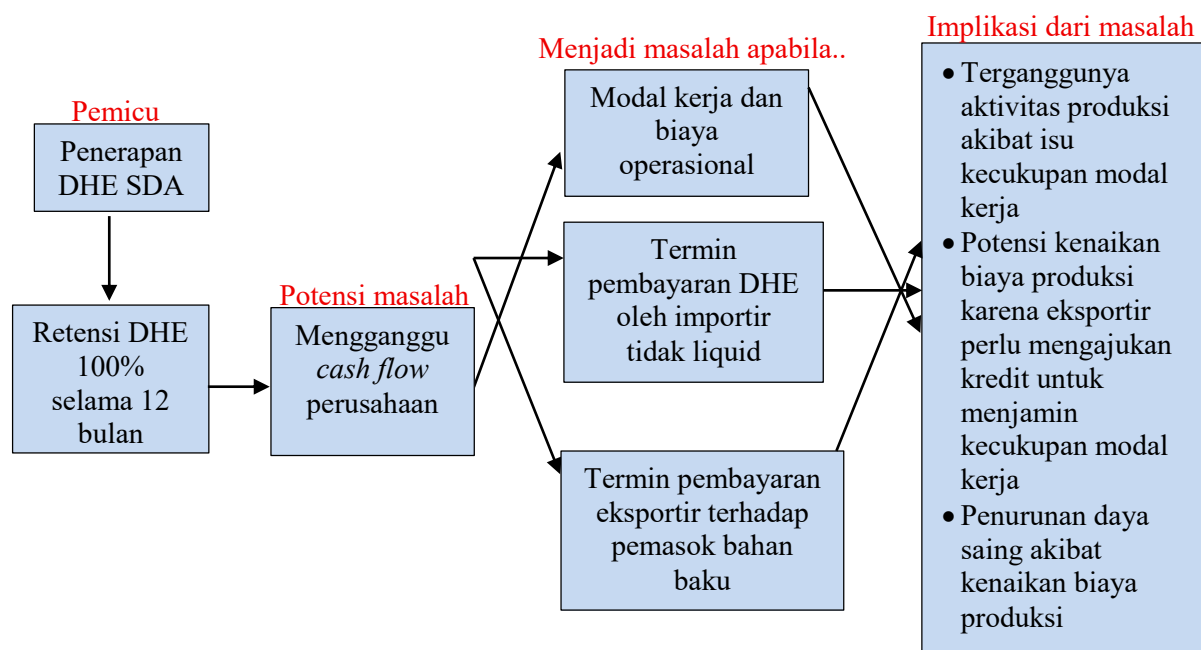 Pemicu
Penerapan
DHE SDA
Retensi DHE
100%
selama 12
bulan
Potensi masalah
Mengganggu
cash flow
perusahaan
Menjadi masalah apabila..
Modal kerja dan
biaya
operasional
Termin
pembayaran DHE
oleh importir
tidak liquid
Termin pembayaran
eksportir terhadap
pemasok bahan
baku
Implikasi dari masalah
• Terganggunya
aktivitas produksi
akibat isu
kecukupan modal
kerja
• Potensi kenaikan
biaya produksi
karena eksportir
perlu mengajukan
kredit untuk
menjamin
kecukupan modal
kerja
• Penurunan daya
saing akibat
kenaikan biaya
produksi